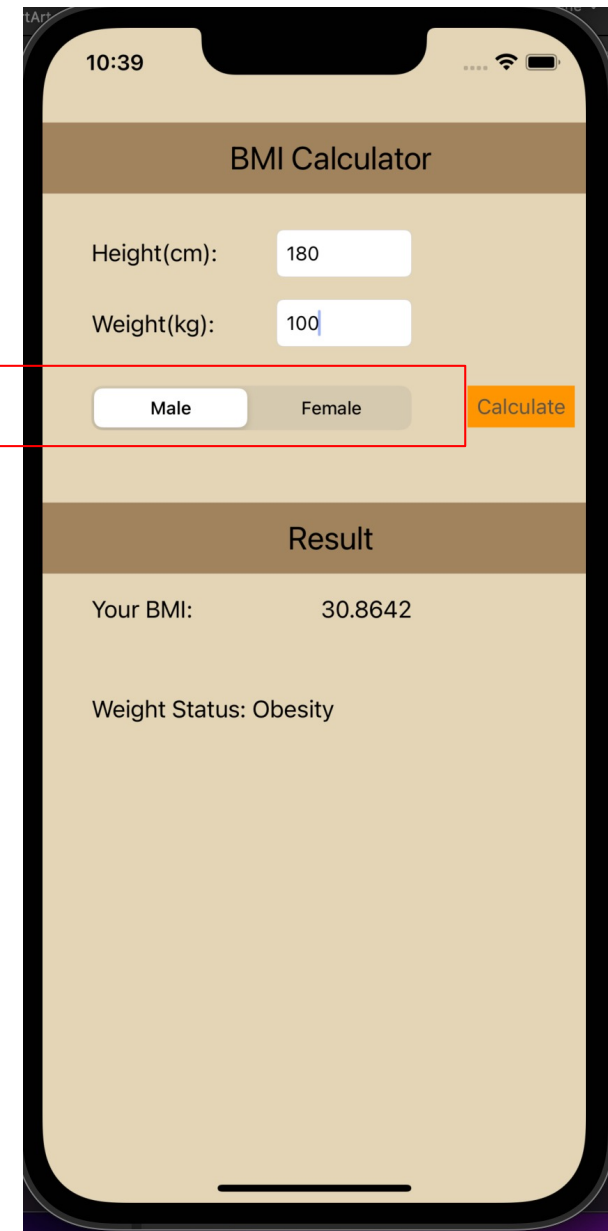 10:39
BMI Calculator
Height(cm): 180
Weight(kg): 100
Male Female Calculate
Result
Your BMI: 30.8642
Weight Status: Obesity